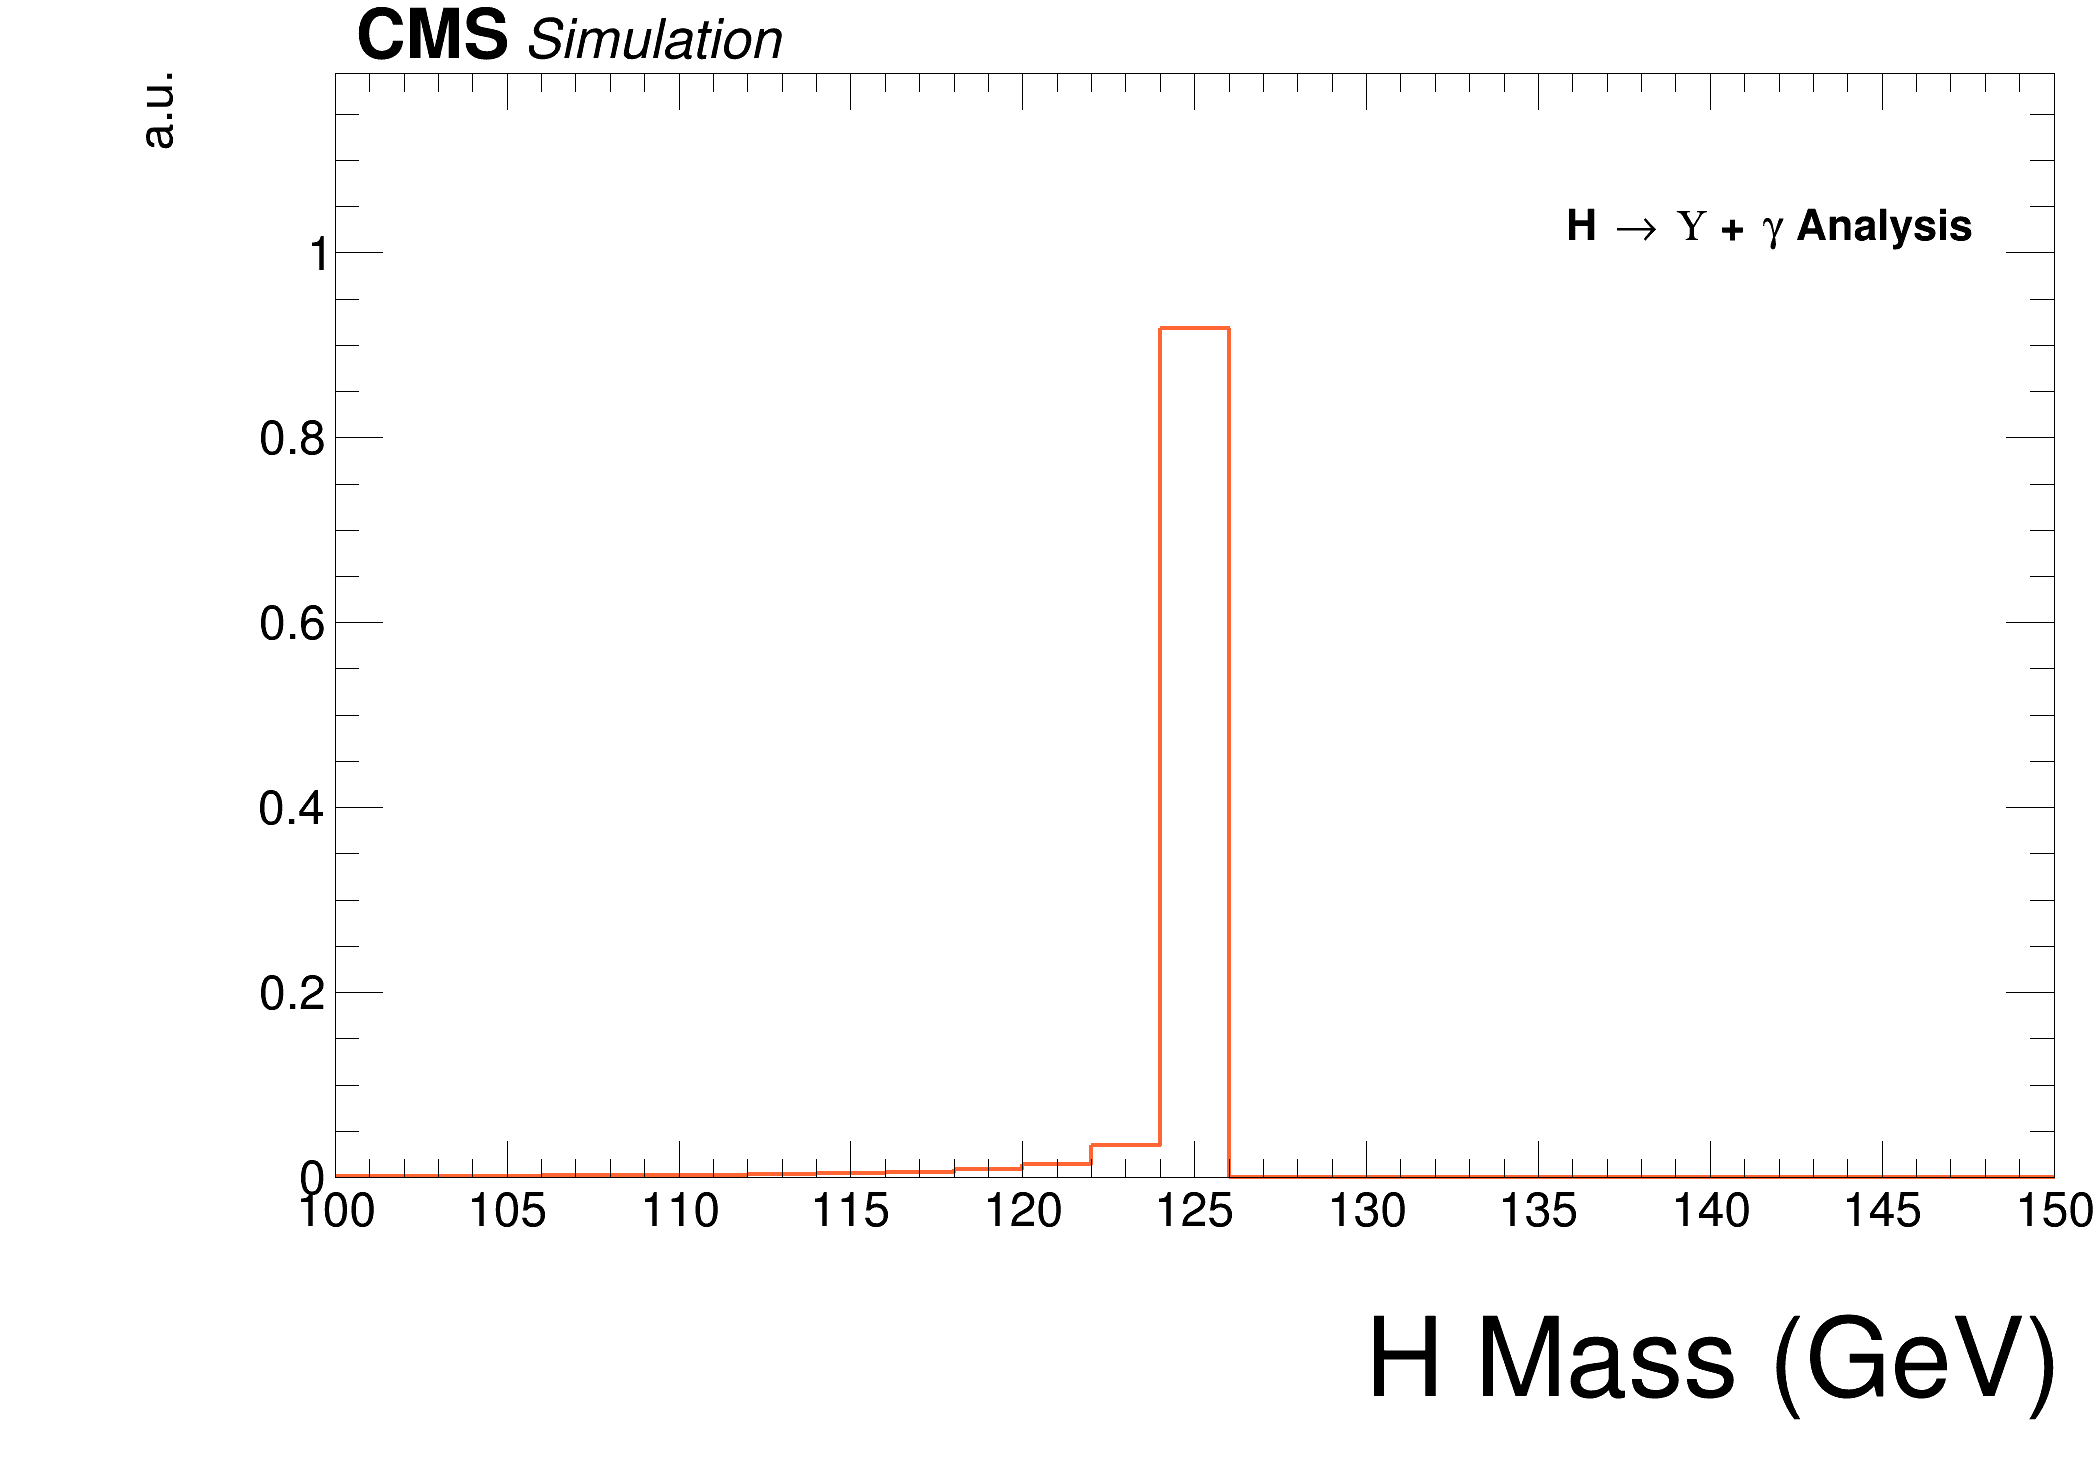 CMS Simulation
a.u.
H → Υ + γ Analysis
1
0.8
0.6
0.4
0.2
0
100 105 110 115 120 125 130 135 140 145 150
H Mass (GeV)